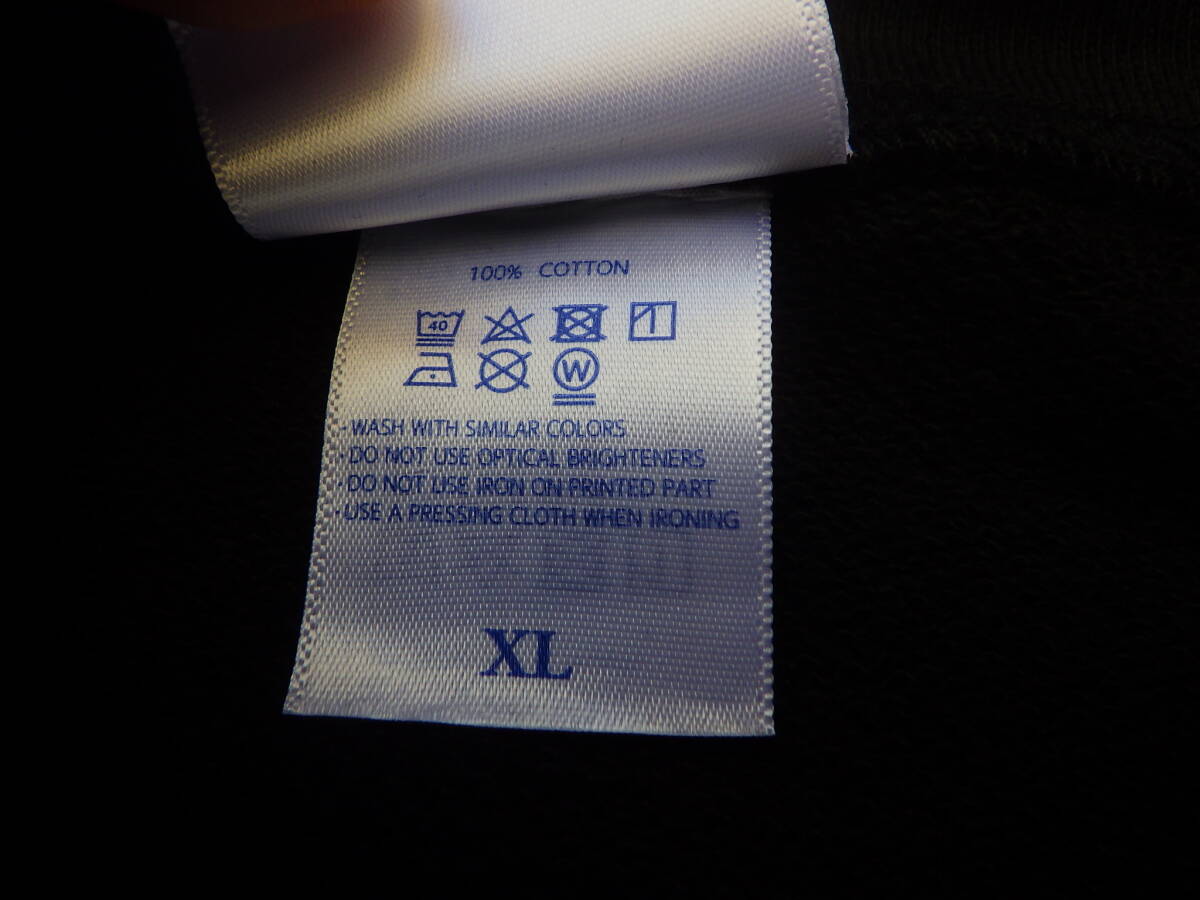 100% COTTON
40
W
· WASH WITH SIMILAR COLORS
· DO NOT USE OPTICAL BRIGHTENERS
· DO NOT USE IRON ON PRINTED PART
· USE A PRESSING CLOTH WHEN IRONING
XL